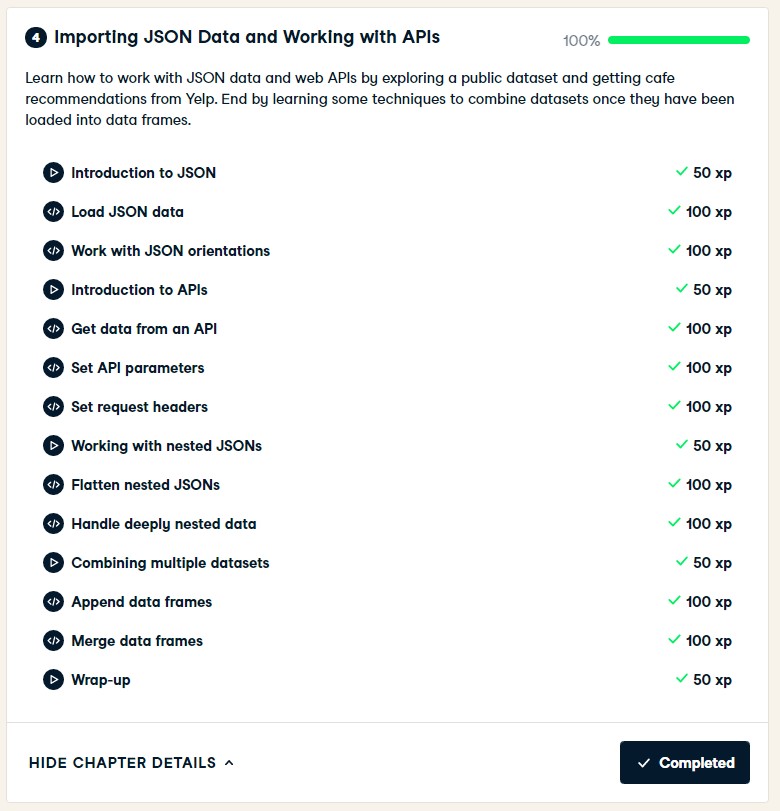 4 Importing JSON Data and Working with APIs 100%
Learn how to work with JSON data and web APIs by exploring a public dataset and getting cafe
recommendations from Yelp. End by learning some techniques to combine datasets once they have been
loaded into data frames.
Introduction to JSON 50 xp
Load JSON data 100 xp
Work with JSON orientations 100 xp
Introduction to APIs 50 xp
Get data from an API 100 xp
Set API parameters 100 xp
Set request headers 100 xp
Working with nested JSONs 50 xp
Flatten nested JSONs 100 xp
Handle deeply nested data 100 xp
Combining multiple datasets 50 xp
Append data frames 100 xp
Merge data frames 100 xp
Wrap-up 50 xp
HIDE CHAPTER DETAILS Completed